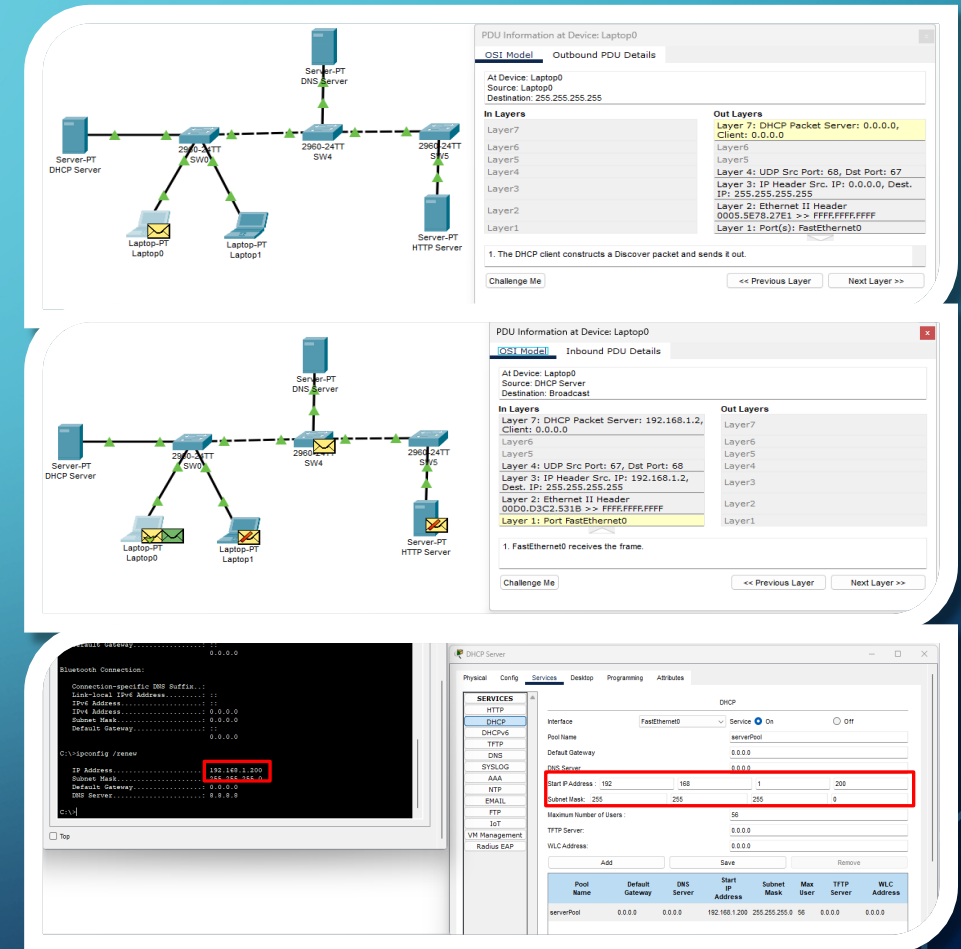 Server-PT
DNS Server
Server-PT
DHCP Server
2960-24TT
SW0
2960-24TT
SW4
2960-24TT
SW5
Laptop-PT
Laptop0
Laptop-PT
Laptop1
Server-PT
HTTP Server
PDU Information at Device: Laptop0
OSI Model Outbound PDU Details
At Device: Laptop0
Source: Laptop0
Destination: 255.255.255.255
In Layers
Layer7
Layer6
Layer5
Layer4
Layer3
Layer2
Layer1
Out Layers
Layer 7: DHCP Packet Server: 0.0.0.0,
Client: 0.0.0.0
Layer6
Layer5
Layer 4: UDP Src Port: 68, Dst Port: 67
Layer 3: IP Header Src. IP: 0.0.0.0, Dest.
IP: 255.255.255.255
Layer 2: Ethernet II Header
0005.5E78.27E1 >> FFFF.FFFF.FFFF
Layer 1: Port(s): FastEthernet0
1. The DHCP client constructs a Discover packet and sends it out.
Challenge Me << Previous Layer Next Layer >>
Server-PT
DNS Server
Server-PT
DHCP Server
2960-24TT
SW0
SW4
2960-24TT
SW5
Laptop-PT
Laptop0
Laptop-PT
Laptop1
Server-PT
HTTP Server
PDU Information at Device: Laptop0
x
OSI Model Inbound PDU Details
At Device: Laptop0
Source: DHCP Server
Destination: Broadcast
In Layers
Layer 7: DHCP Packet Server: 192.168.1.2,
Client: 0.0.0.0
Layer6
Layer5
Layer 4: UDP Src Port: 67, Dst Port: 68
Layer 3: IP Header Src. IP: 192.168.1.2,
Dest. IP: 255.255.255.255
Layer 2: Ethernet II Header
00D0.D3C2.531B >> FFFF.FFFF.FFFF
Layer 1: Port FastEthernet0
Out Layers
Layer7
Layer6
Layer5
Layer4
Layer3
Layer2
Layer1
1. FastEthernet0 receives the frame.
Challenge Me << Previous Layer Next Layer >>
Default Gateway.................: ::
0.0.0.0
Bluetooth Connection:
Connection-specific DNS Suffix..:
Link-local IPv6 Address.........: ::
IPv6 Address....................: ::
IPv4 Address....................: 0.0.0.0
Subnet Mask.....................: 0.0.0.0
Default Gateway.................: ::
0.0.0.0
C:\>ipconfig /renew
IP Address......................: 192.168.1.200
Subnet Mask.....................: 255.255.255.0
Default Gateway.................: 0.0.0.0
DNS Server......................: 8.8.8.8
C:\>
Top
DHCP Server
Physical Config Services Desktop Programming Attributes
SERVICES
HTTP
DHCP
DHCPv6
TFTP
DNS
SYSLOG
AAA
NTP
EMAIL
FTP
IoT
VM Management
Radius EAP
DHCP
Interface FastEthernet0 Service On Off
Pool Name serverPool
Default Gateway 0.0.0.0
DNS Server 0.0.0.0
Start IP Address : 192 168 1 200
Subnet Mask: 255 255 255 0
Maximum Number of Users : 56
TFTP Server: 0.0.0.0
WLC Address: 0.0.0.0
Add Save Remove
Pool Name Default Gateway DNS Server Start IP Address Subnet Mask Max User TFTP Server WLC Address
serverPool 0.0.0.0 0.0.0.0 192.168.1.200 255.255.255.0 56 0.0.0.0 0.0.0.0